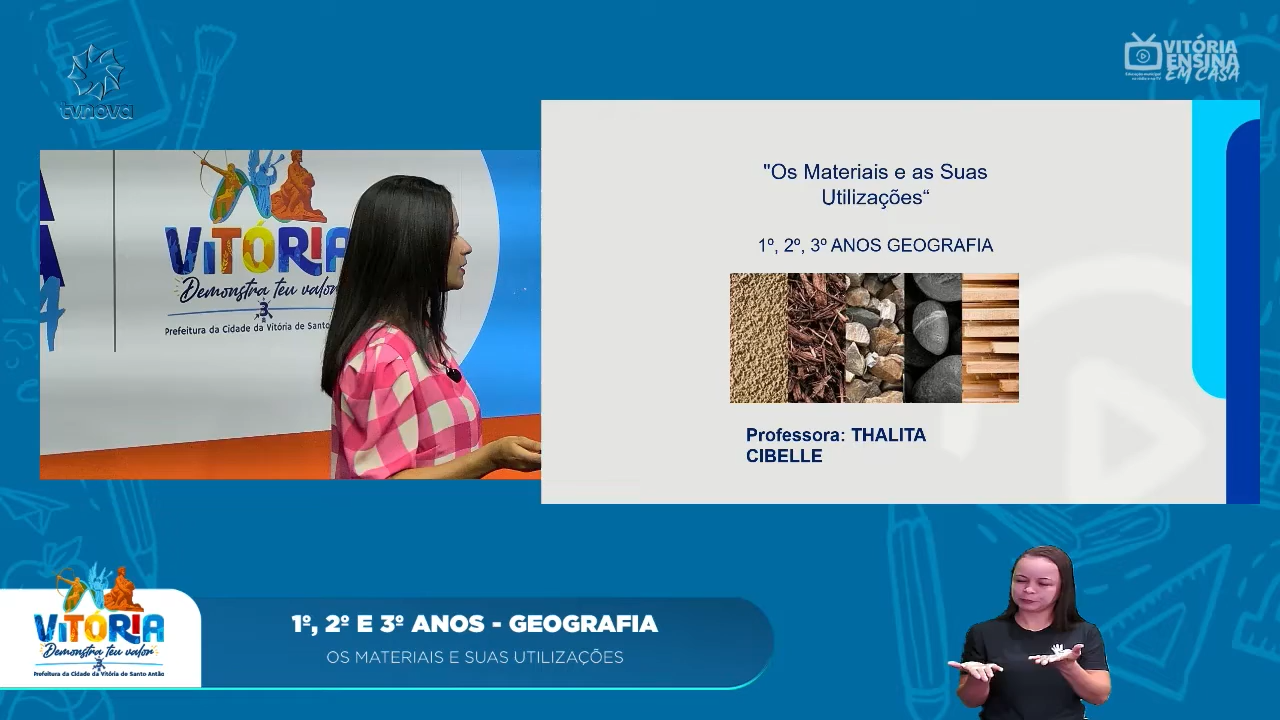 tvnova
VITÓRIA
ENSINA
EM CASA
VITÓRIA
Demonstra teu valor
Prefeitura da Cidade da Vitória de Santo
"Os Materiais e as Suas
Utilizações“
1º, 2º, 3º ANOS GEOGRAFIA
Professora: THALITA
CIBELLE
VITÓRIA
Demonstra teu valor
Prefeitura da Cidade da Vitória de Santo Antão
1º, 2º E 3º ANOS - GEOGRAFIA
OS MATERIAIS E SUAS UTILIZAÇÕES